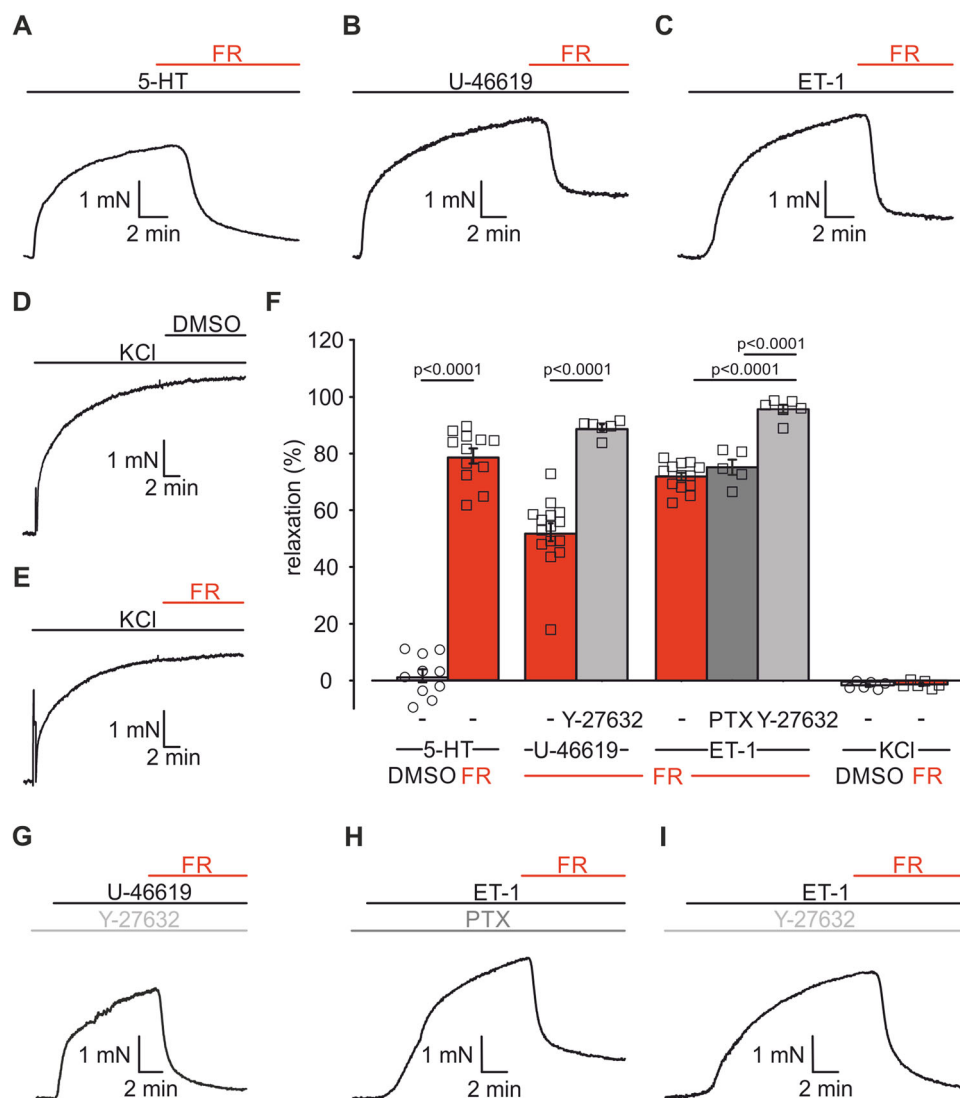 A
FR
5-HT
1 mN
2 min
B
FR
U-46619
1 mN
2 min
C
FR
ET-1
1 mN
2 min
D
DMSO
KCl
1 mN
2 min
E
FR
KCl
1 mN
2 min
F
relaxation (%)
120
100
80
60
40
20
0
p<0.0001
p<0.0001
p<0.0001
p<0.0001
- - - Y-27632 - PTX Y-27632 - -
5-HT U-46619 ET-1 KCl
DMSO FR FR DMSO FR
G
FR
U-46619
Y-27632
1 mN
2 min
H
FR
ET-1
PTX
1 mN
2 min
I
FR
ET-1
Y-27632
1 mN
2 min